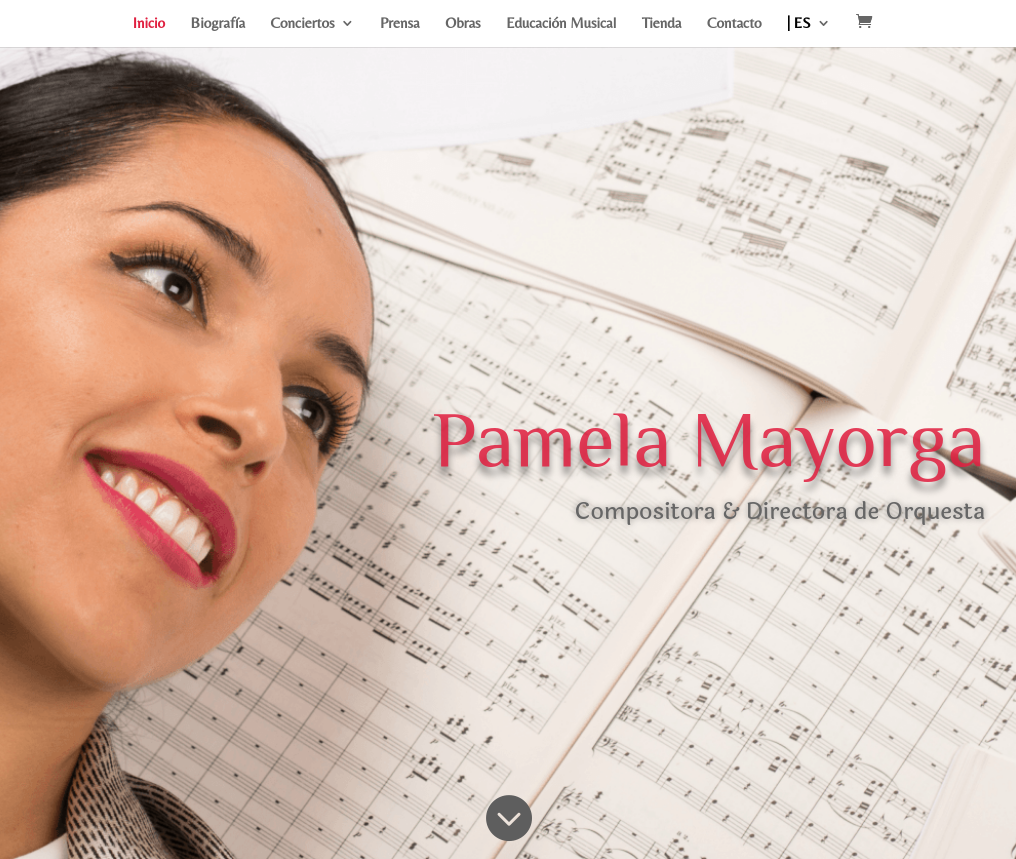 Inicio Biografía Conciertos Prensa Obras Educación Musical Tienda Contacto | ES
Pamela Mayorga
Compositora & Directora de Orquesta